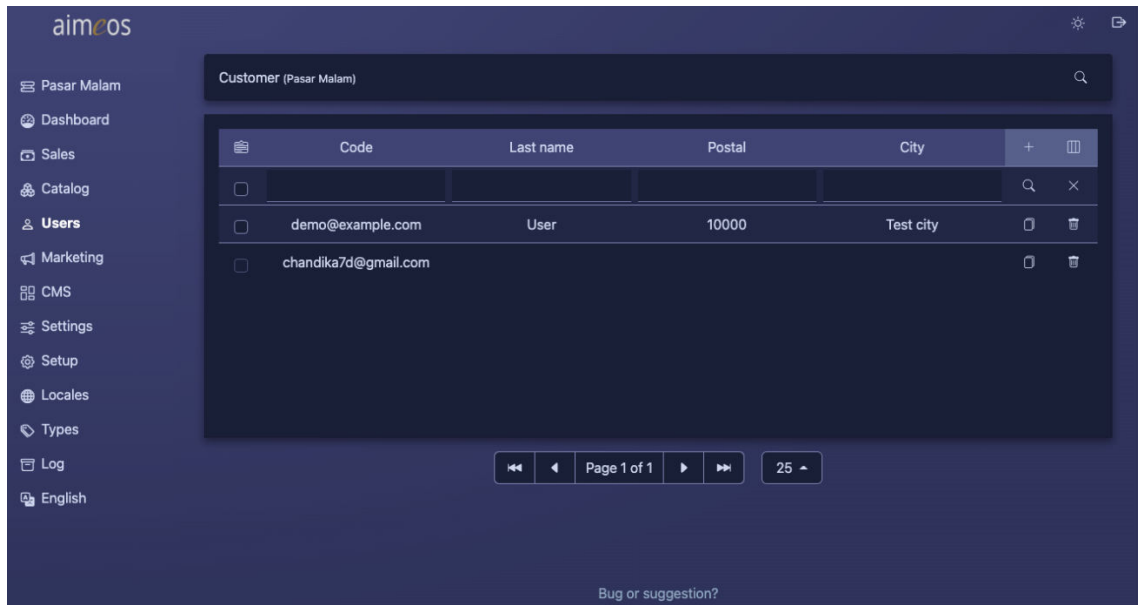 aimeos
Customer (Pasar Malam)
Pasar Malam
Dashboard
Sales
Catalog
Users
Marketing
CMS
Settings
Setup
Locales
Types
Log
English
Code Last name Postal City
demo@example.com User 10000 Test city
chandika7d@gmail.com
Page 1 of 1 25
Bug or suggestion?